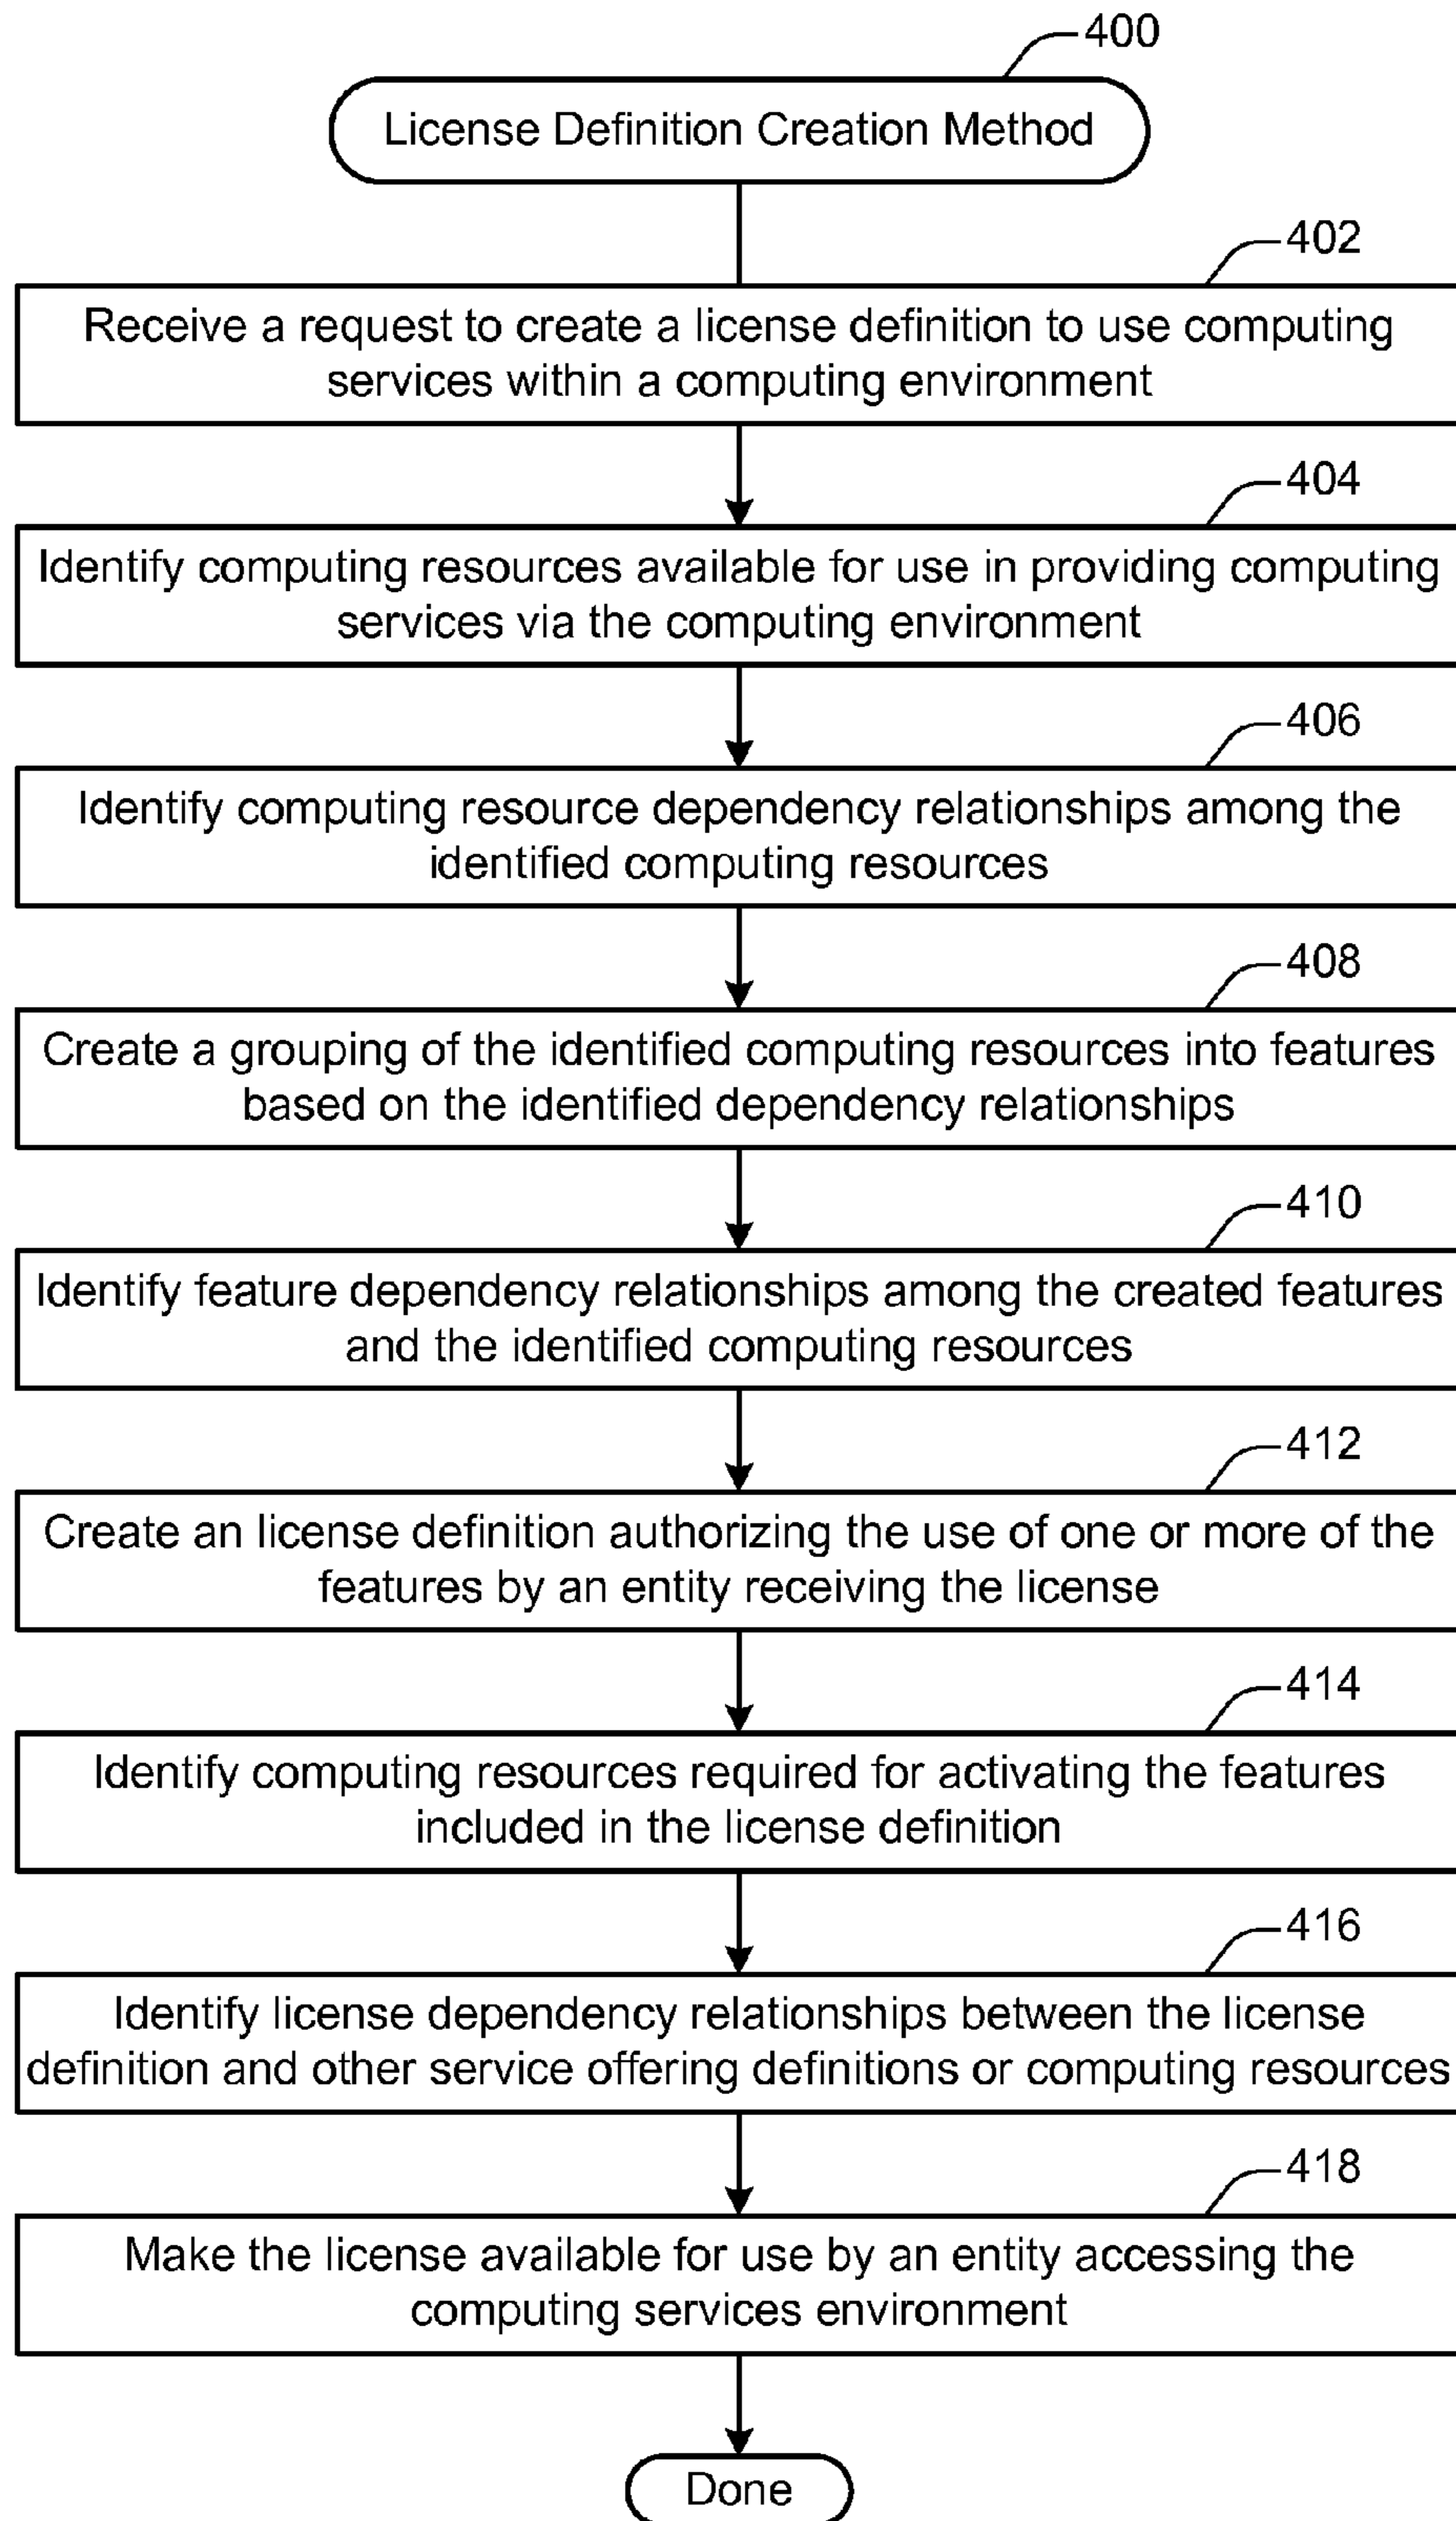 400
License Definition Creation Method
402
Receive a request to create a license definition to use computing
services within a computing environment
404
Identify computing resources available for use in providing computing
services via the computing environment
406
Identify computing resource dependency relationships among the
identified computing resources
408
Create a grouping of the identified computing resources into features
based on the identified dependency relationships
410
Identify feature dependency relationships among the created features
and the identified computing resources
412
Create an license definition authorizing the use of one or more of the
features by an entity receiving the license
414
Identify computing resources required for activating the features
included in the license definition
416
Identify license dependency relationships between the license
definition and other service offering definitions or computing resources
418
Make the license available for use by an entity accessing the
computing services environment
Done